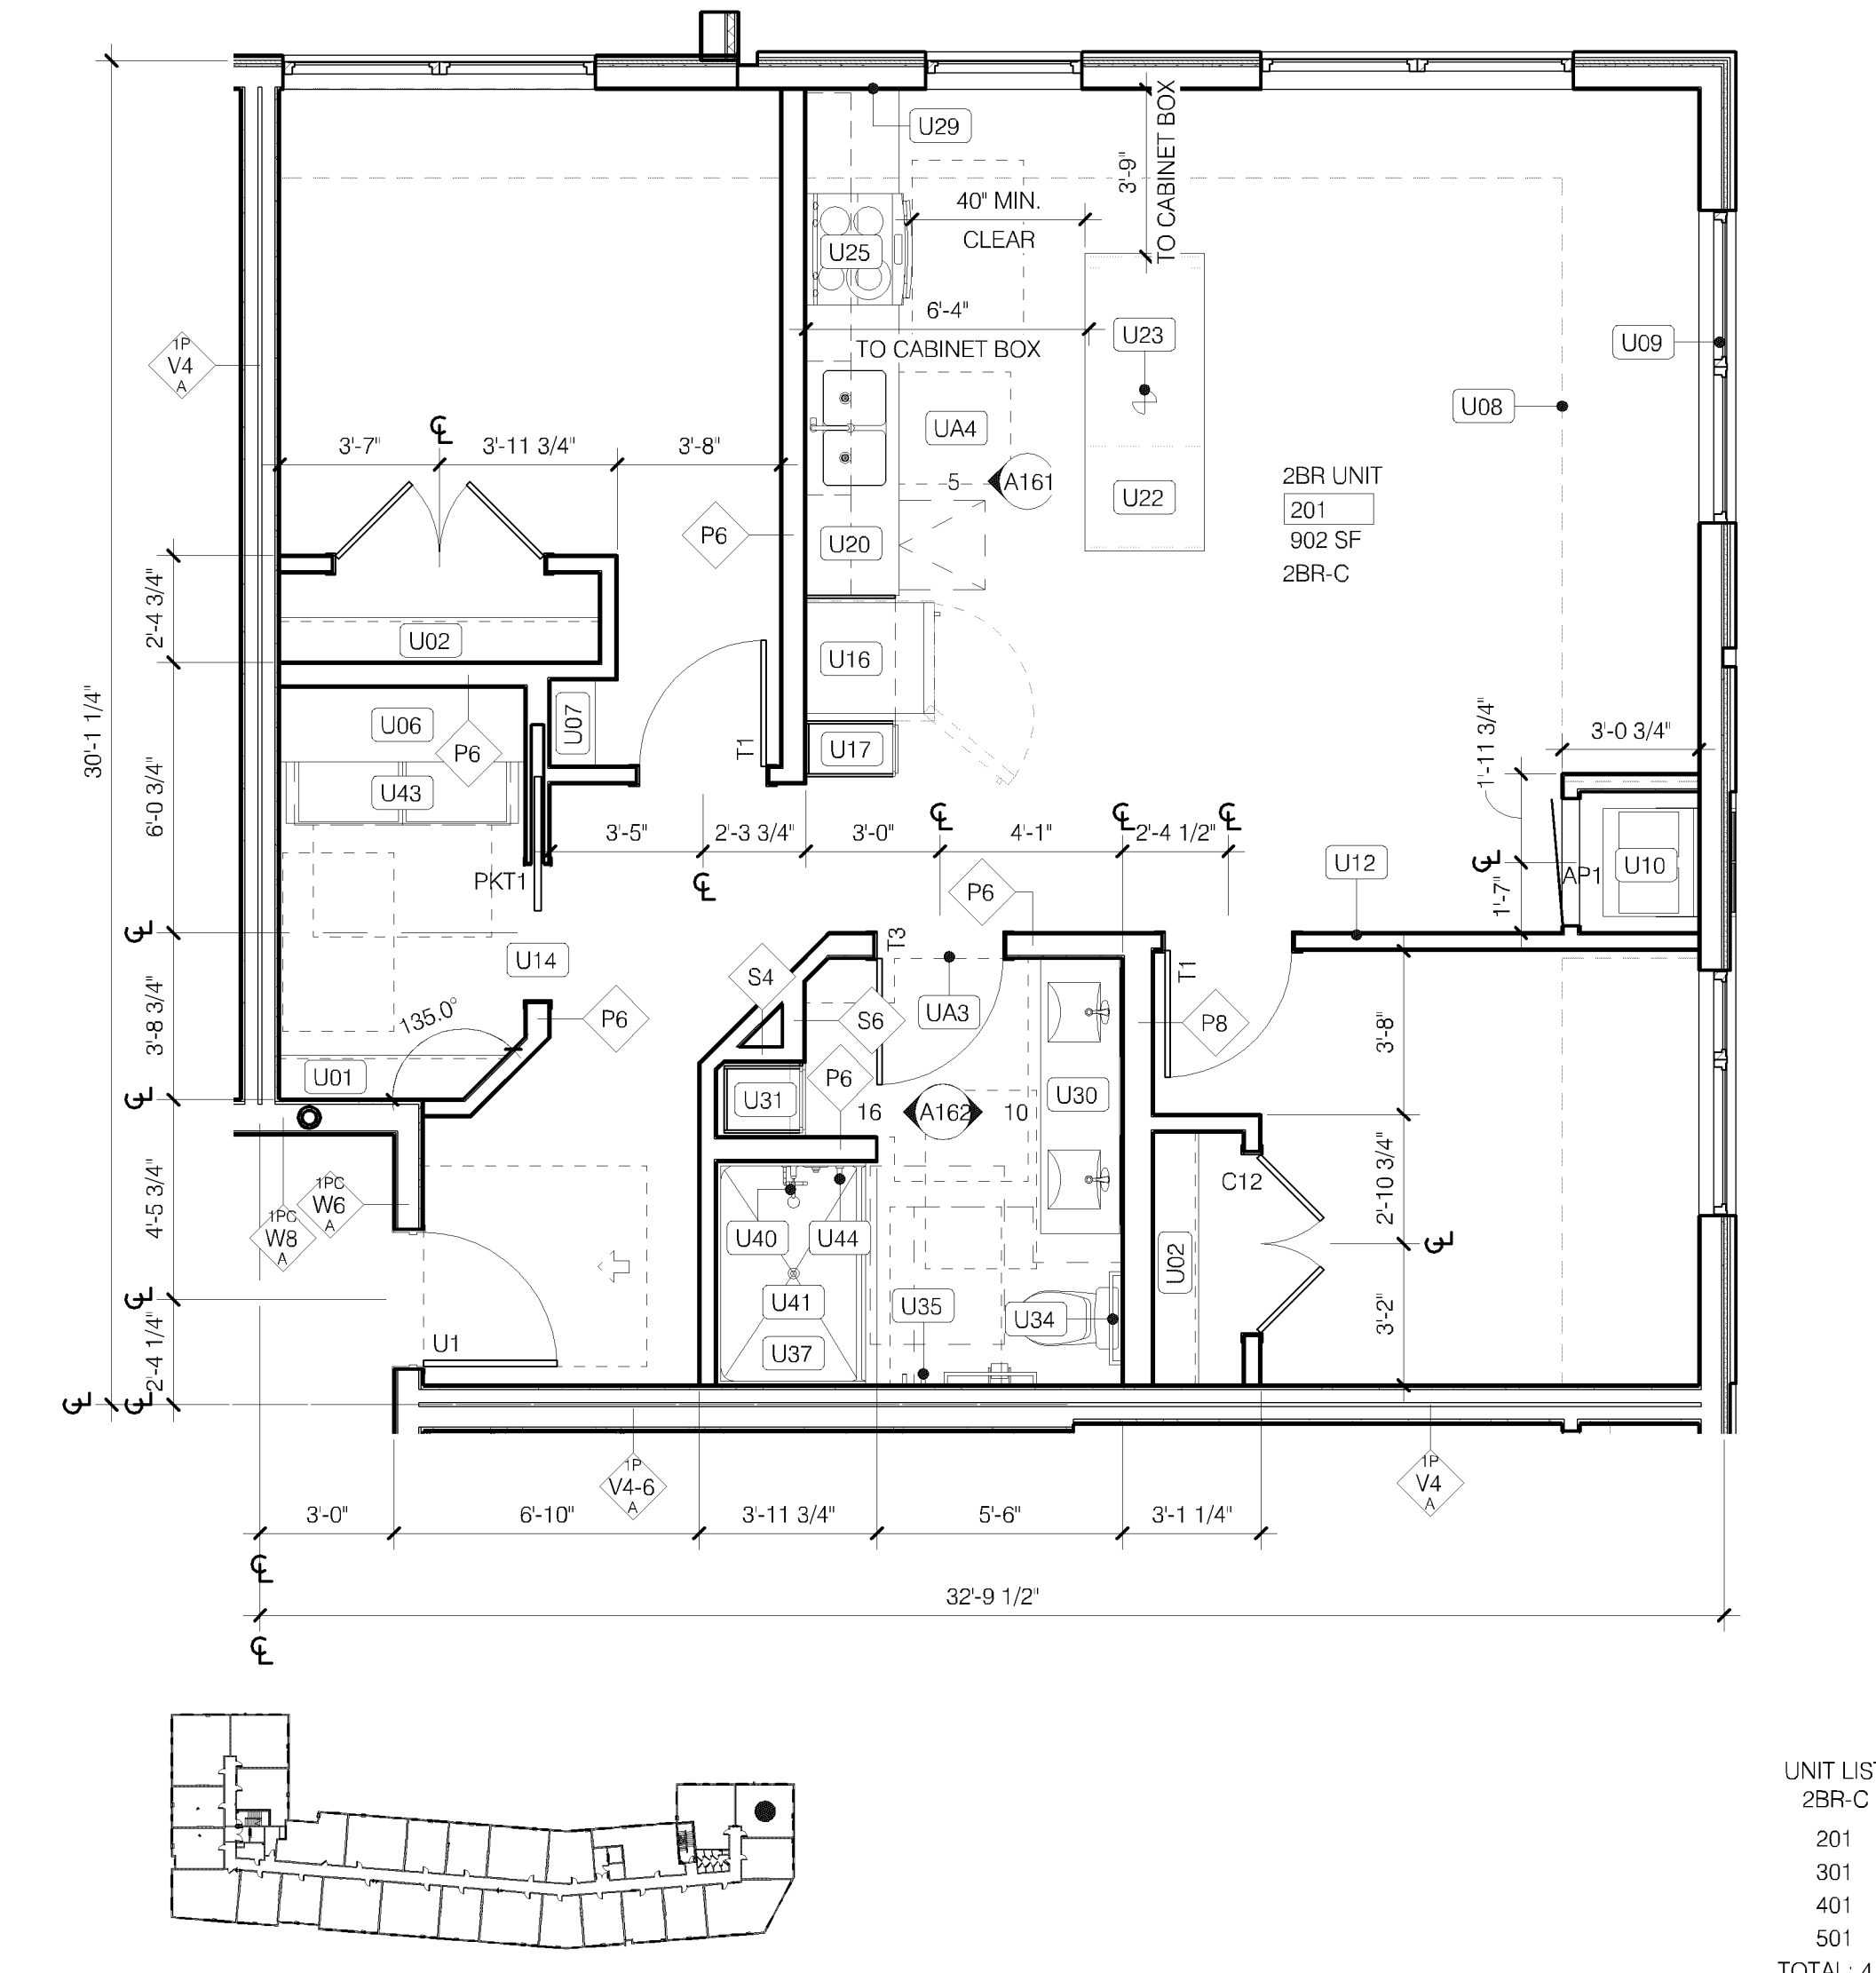 U29
3'-9"
TO CABINET BOX
40" MIN.
CLEAR
U25
6'-4"
TO CABINET BOX
U23
U09
1P
V4
A
U08
℄
3'-7"
3'-11 3/4"
3'-8"
UA4
5
A161
U22
2BR UNIT
201
902 SF
2BR-C
P6
U20
2'-4 3/4"
U02
U16
30'-1 1/4"
U06
U07
P6
T1
U17
1'-11 3/4"
3'-0 3/4"
6'-0 3/4"
U43
3'-5"
2'-3 3/4"
3'-0"
℄
4'-1"
℄
2'-4 1/2"
℄
U12
℄
AP1
U10
PKT1
℄
P6
1'-7"
℄
T3
U14
S4
T1
3'-8 3/4"
135.0°
P6
S6
UA3
P8
3'-8"
U01
P6
℄
U31
16
A162
10
U30
4'-5 3/4"
1PC
W6
A
1PC
W8
A
C12
2'-10 3/4"
U40
U44
U02
℄
℄
U41
U35
U34
U1
U37
3'-2"
2'-4 1/4"
℄
℄
1P
V4-6
A
1P
V4
A
3'-0"
6'-10"
3'-11 3/4"
5'-6"
3'-1 1/4"
℄
32'-9 1/2"
℄
UNIT LIST
2BR-C
201
301
401
501
TOTAL: 4